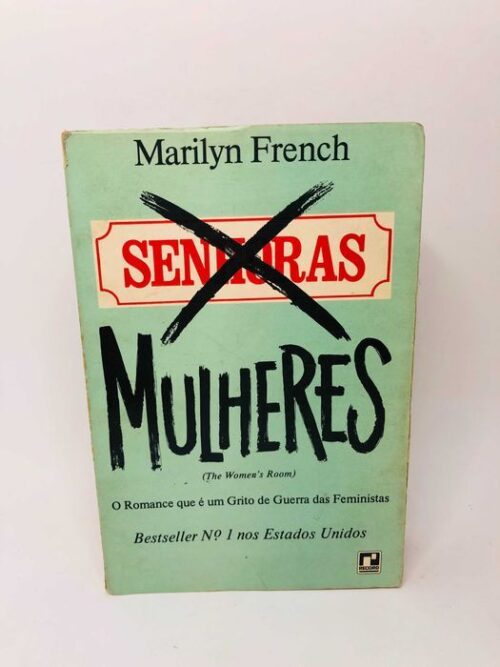 Marilyn French
SENHORAS
MULHERES
(The Women's Room)
O Romance que é um Grito de Guerra das Feministas
Bestseller Nº 1 nos Estados Unidos
RECORD